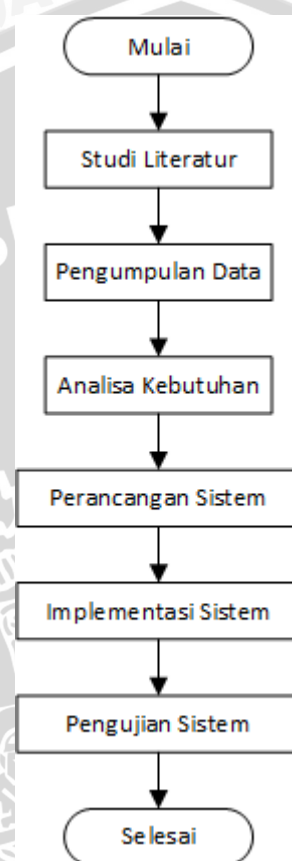 Mulai
Studi Literatur
Pengumpulan Data
Analisa Kebutuhan
Perancangan Sistem
Implementasi Sistem
Pengujian Sistem
Selesai